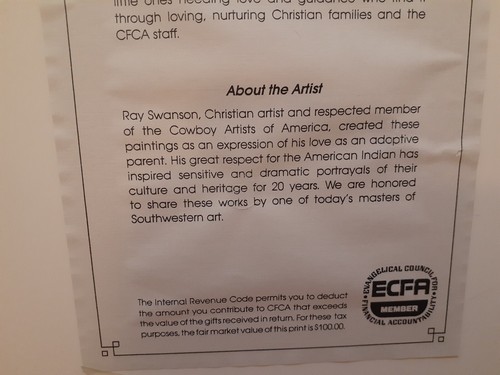 little ones needing love and guidance who find it
through loving, nurturing Christian families and the
CFCA staff.
About the Artist
Ray Swanson, Christian artist and respected member
of the Cowboy Artists of America, created these
paintings as an expression of his love as an adoptive
parent. His great respect for the American Indian has
inspired sensitive and dramatic portrayals of their
culture and heritage for 20 years. We are honored
to share these works by one of today's masters of
Southwestern art.
The Internal Revenue Code permits you to deduct
the amount you contribute to CFCA that exceeds
the value of the gifts received in return. For these tax
purposes, the fair market value of this print is $100.00.
EVANGELICAL COUNCIL FOR
ECFA
MEMBER
FINANCIAL ACCOUNTABILITY